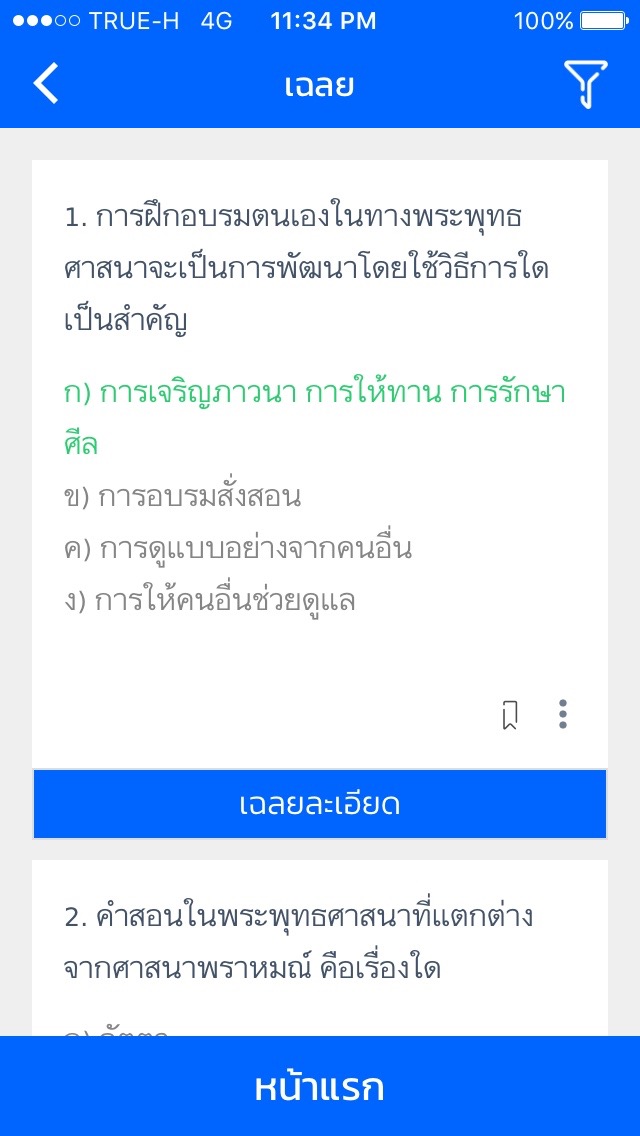 TRUE-H 4G 11:34 PM 100%
เฉลย
1. การฝึกอบรมตนเองในทางพระพุทธ
ศาสนาจะเป็นการพัฒนาโดยใช้วิธีการใด
เป็นสำคัญ
ก) การเจริญภาวนา การให้ทาน การรักษา
ศีล
ข) การอบรมสั่งสอน
ค) การดูแบบอย่างจากคนอื่น
ง) การให้คนอื่นช่วยดูแล
เฉลยละเอียด
2. คำสอนในพระพุทธศาสนาที่แตกต่าง
จากศาสนาพราหมณ์ คือเรื่องใด
หน้าแรก